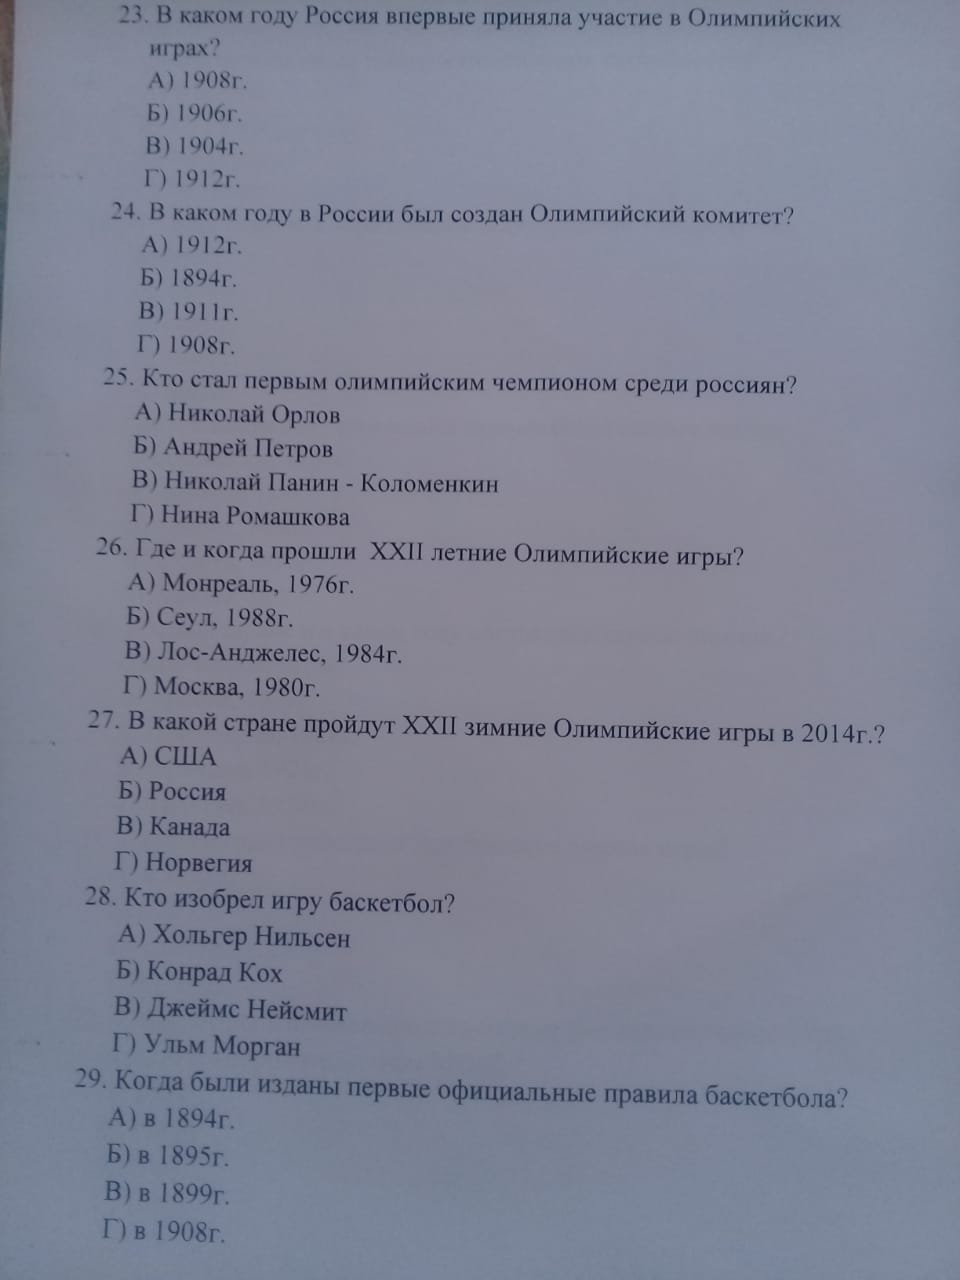 23. В каком году Россия впервые приняла участие в Олимпийских
играх?
А) 1908г.
Б) 1906г.
В) 1904г.
Г) 1912г.
24. В каком году в России был создан Олимпийский комитет?
А) 1912г.
Б) 1894г.
В) 1911г.
Г) 1908г.
25. Кто стал первым олимпийским чемпионом среди россиян?
А) Николай Орлов
Б) Андрей Петров
В) Николай Панин - Коломенкин
Г) Нина Ромашкова
26. Где и когда прошли XXII летние Олимпийские игры?
А) Монреаль, 1976г.
Б) Сеул, 1988г.
В) Лос-Анджелес, 1984г.
Г) Москва, 1980г.
27. В какой стране пройдут XXII зимние Олимпийские игры в 2014г.?
А) США
Б) Россия
В) Канада
Г) Норвегия
28. Кто изобрел игру баскетбол?
А) Хольгер Нильсен
Б) Конрад Кох
В) Джеймс Нейсмит
Г) Ульм Морган
29. Когда были изданы первые официальные правила баскетбола?
А) в 1894г.
Б) в 1895г.
В) в 1899г.
Г) в 1908г.